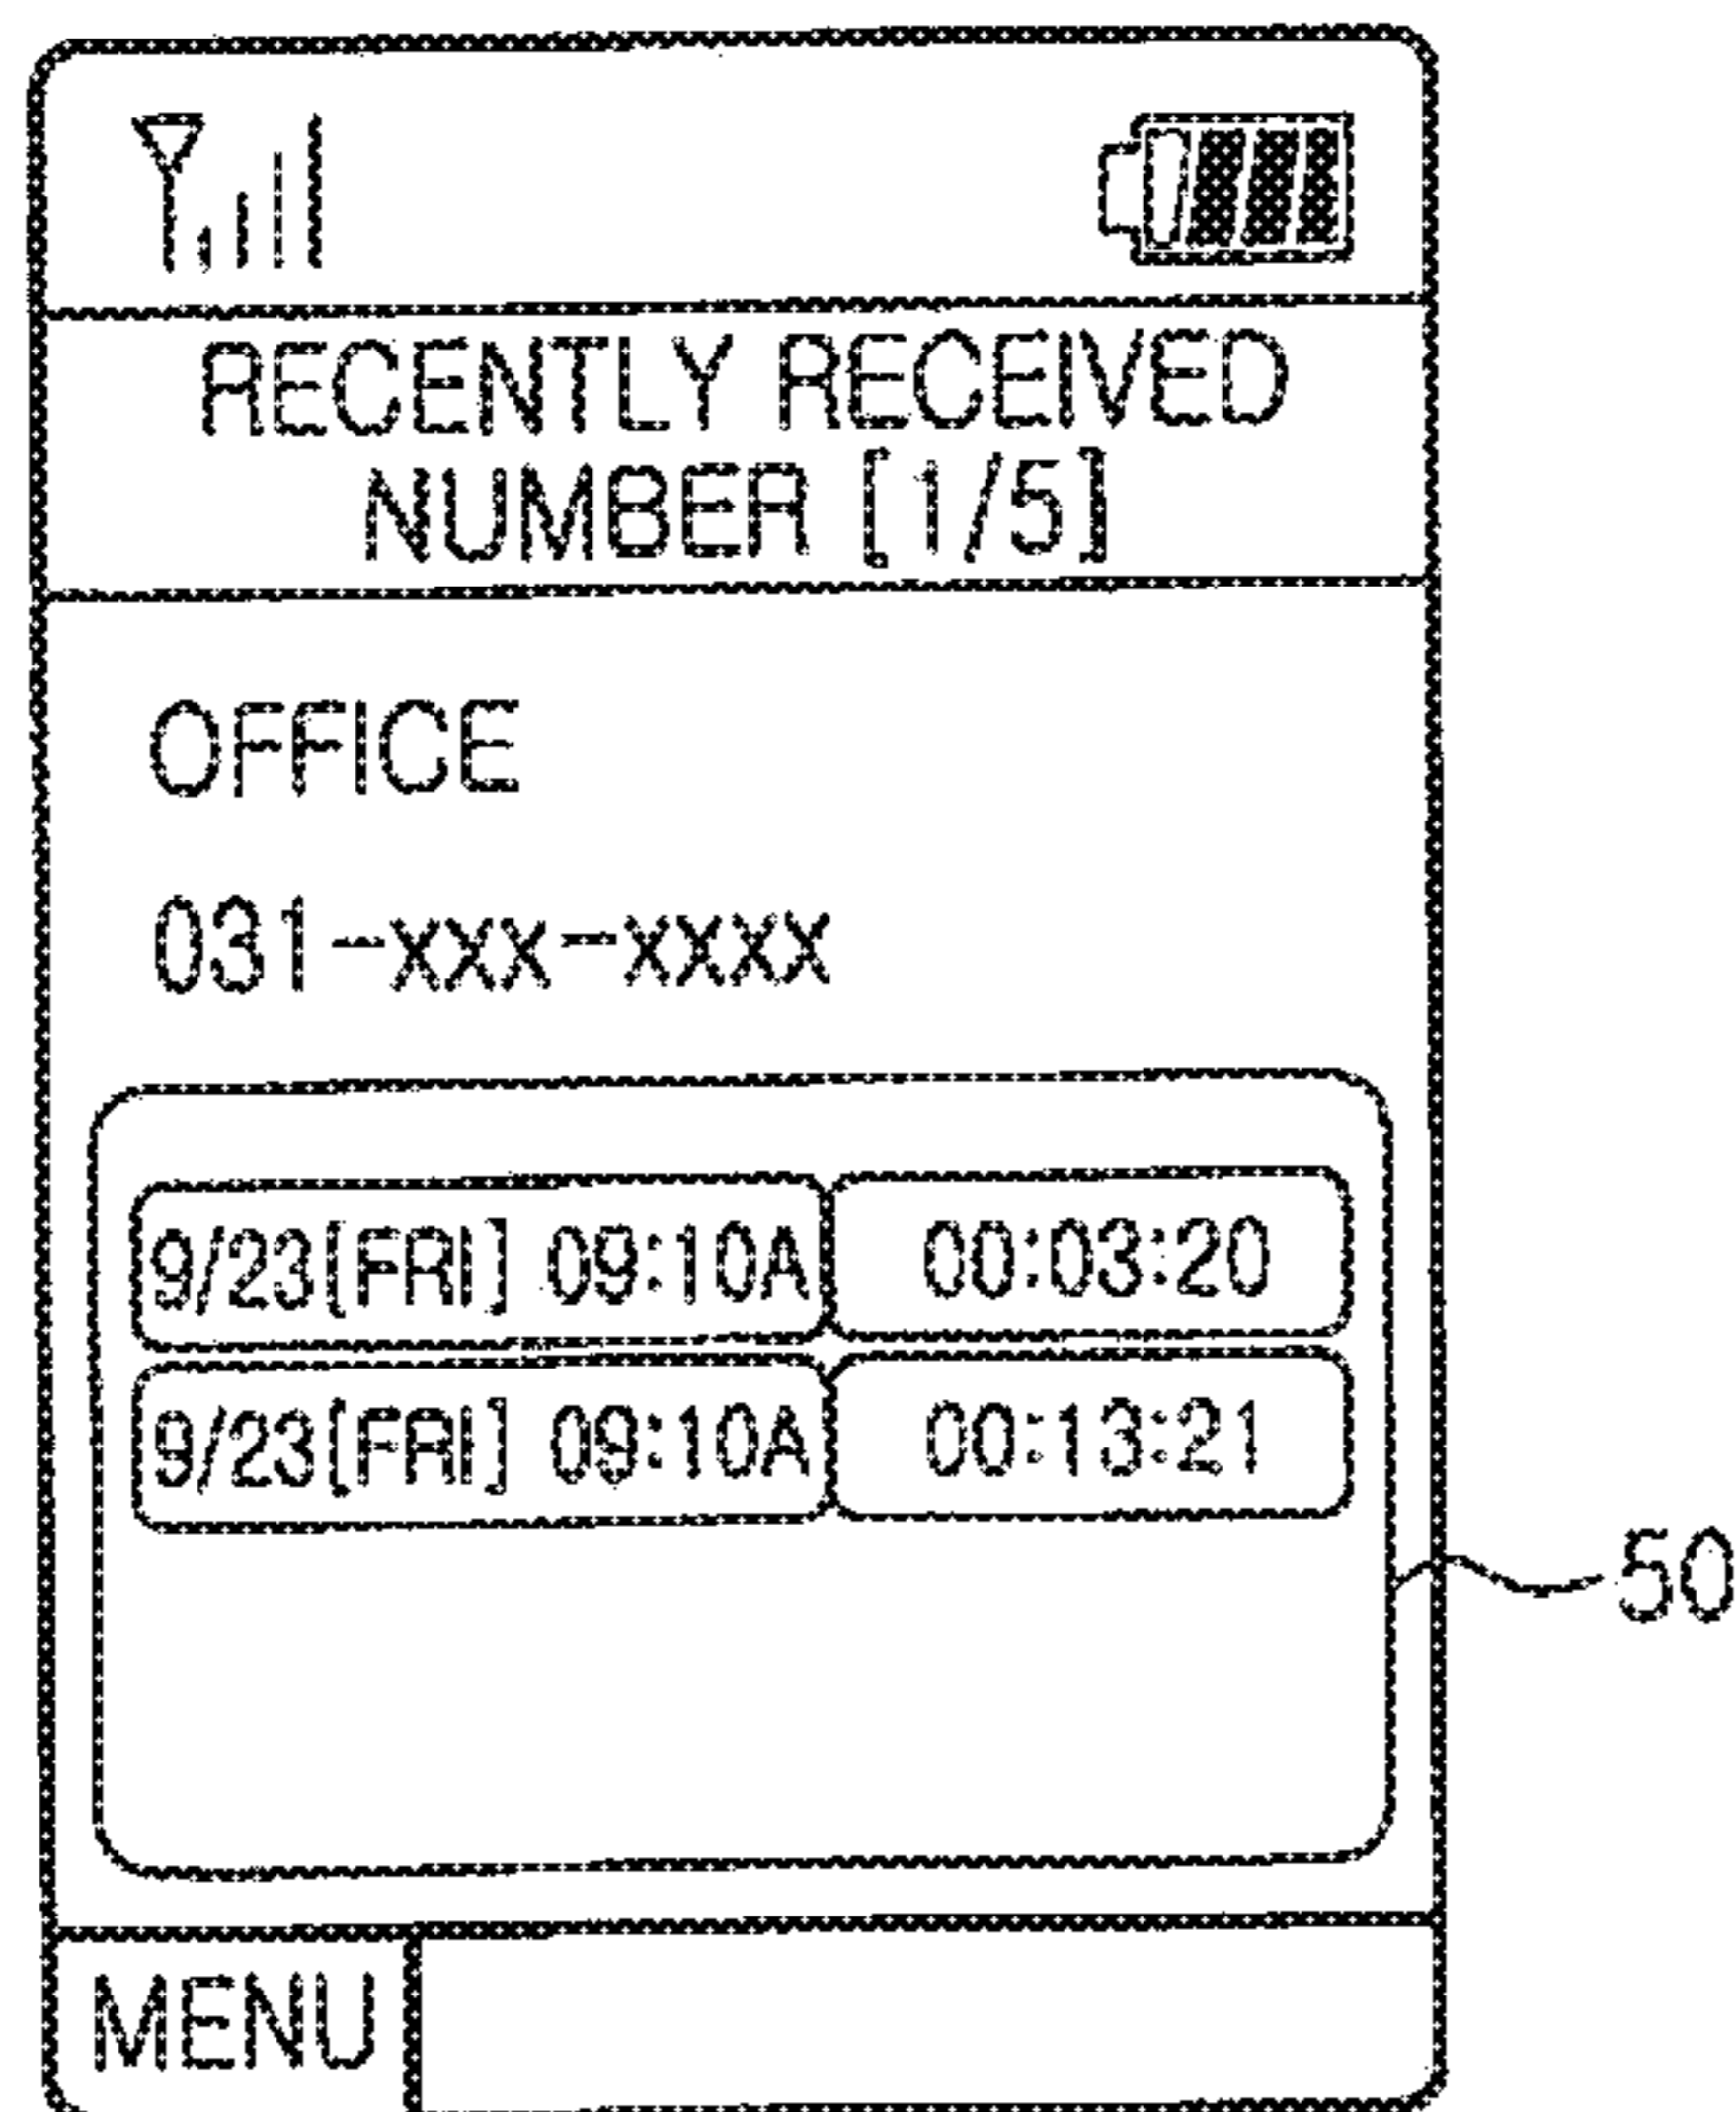 RECENTLY RECEIVED
NUMBER [1/5]
OFFICE
031-xxx-xxxx
9/23[FRI] 09:10A 00:03:20
9/23[FRI] 09:10A 00:13:21
50
MENU